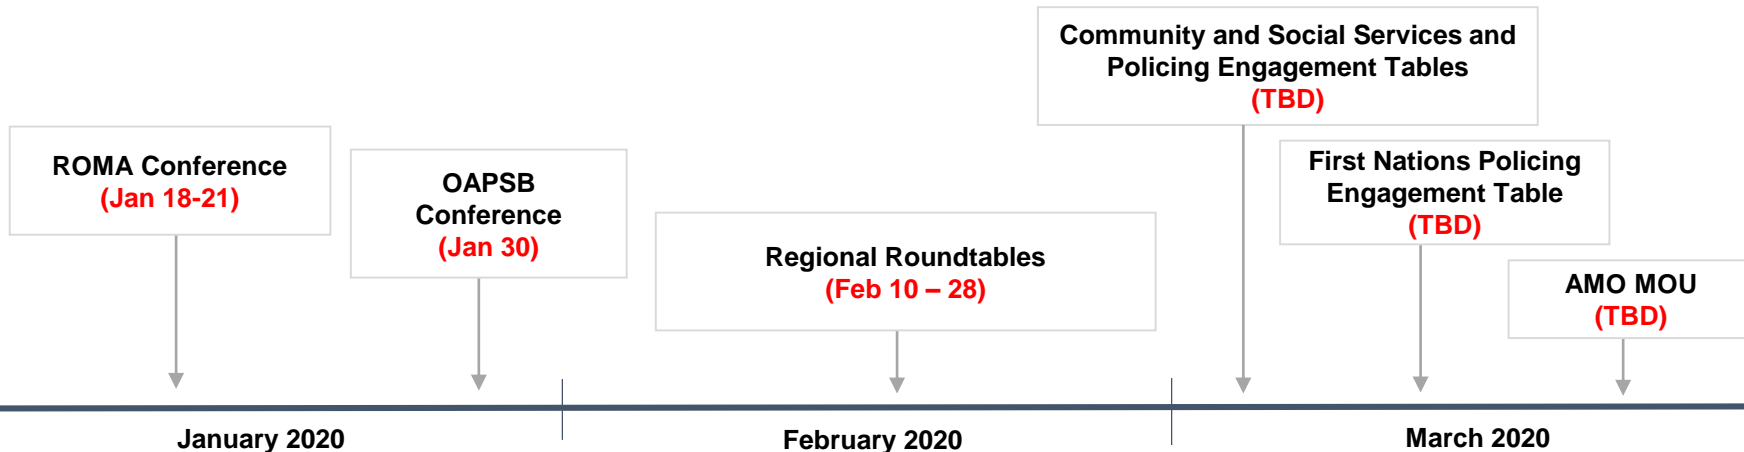 ROMA Conference
(Jan 18-21)
OAPSB
Conference
(Jan 30)
Regional Roundtables
(Feb 10 – 28)
Community and Social Services and
Policing Engagement Tables
(TBD)
First Nations Policing
Engagement Table
(TBD)
AMO MOU
(TBD)
January 2020
February 2020
March 2020